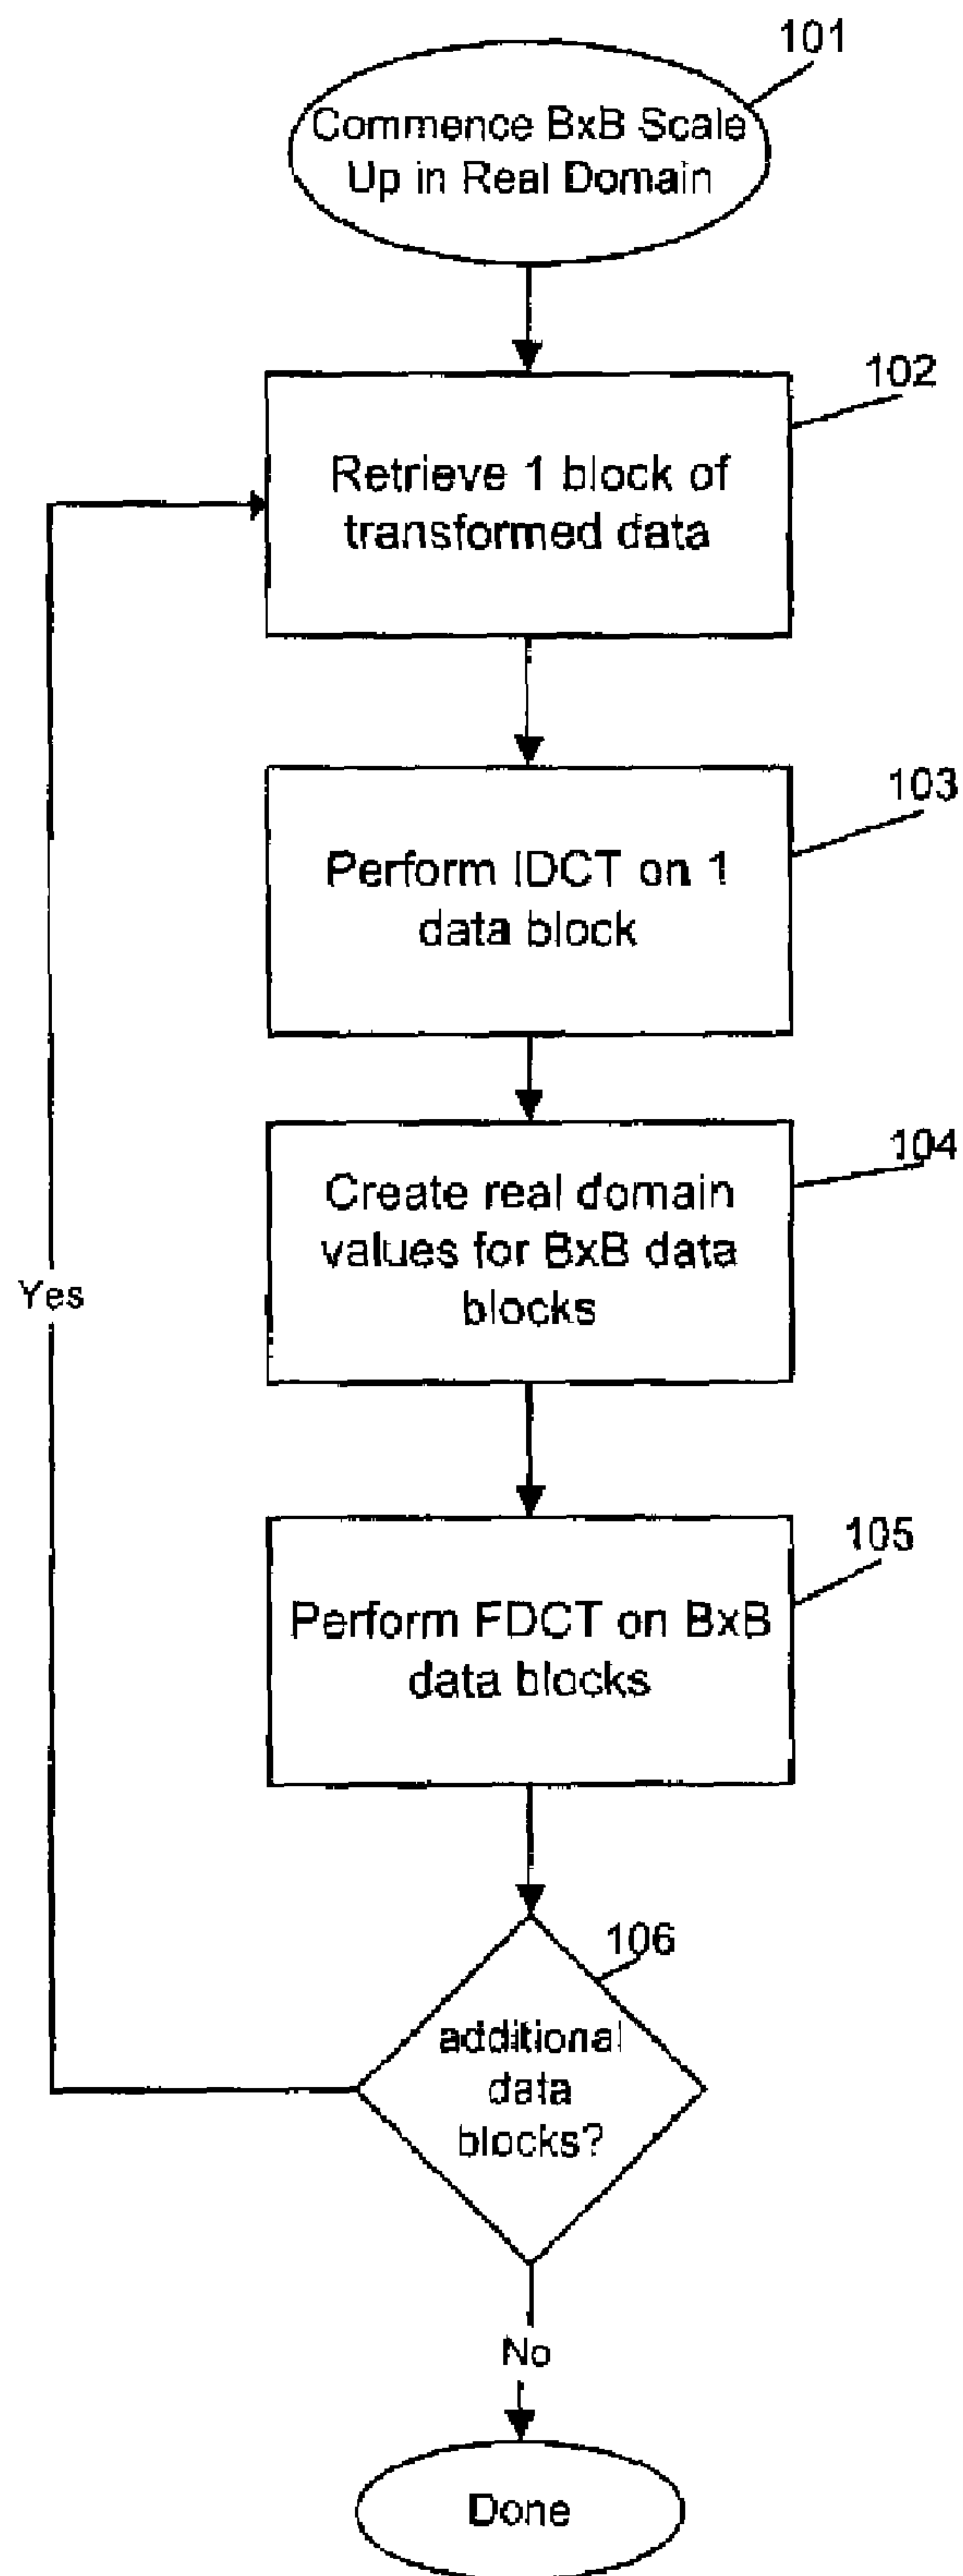 101
Commence BxB Scale
Up in Real Domain
102
Retrieve 1 block of
transformed data
103
Perform IDCT on 1
data block
104
Create real domain
values for BxB data
blocks
Yes
105
Perform FDCT on BxB
data blocks
106
additional
data
blocks?
No
Done